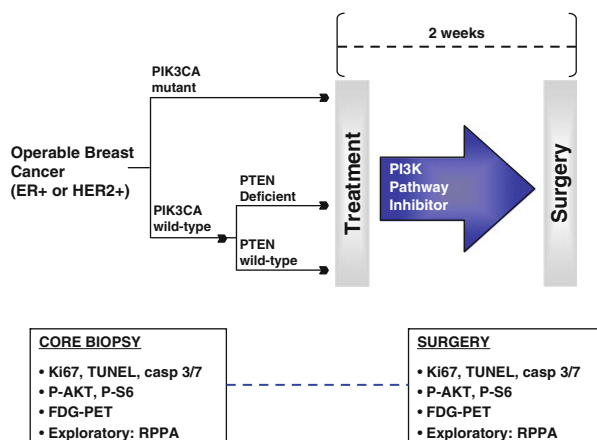 2 weeks
PIK3CA
mutant
Operable Breast
Cancer
(ER+ or HER2+)
PTEN
Deficient
PIK3CA
wild-type
PTEN
wild-type
Treatment
PI3K
Pathway
Inhibitor
Surgery
CORE BIOPSY
• Ki67, TUNEL, casp 3/7
• P-AKT, P-S6
• FDG-PET
• Exploratory: RPPA
SURGERY
• Ki67, TUNEL, casp 3/7
• P-AKT, P-S6
• FDG-PET
• Exploratory: RPPA